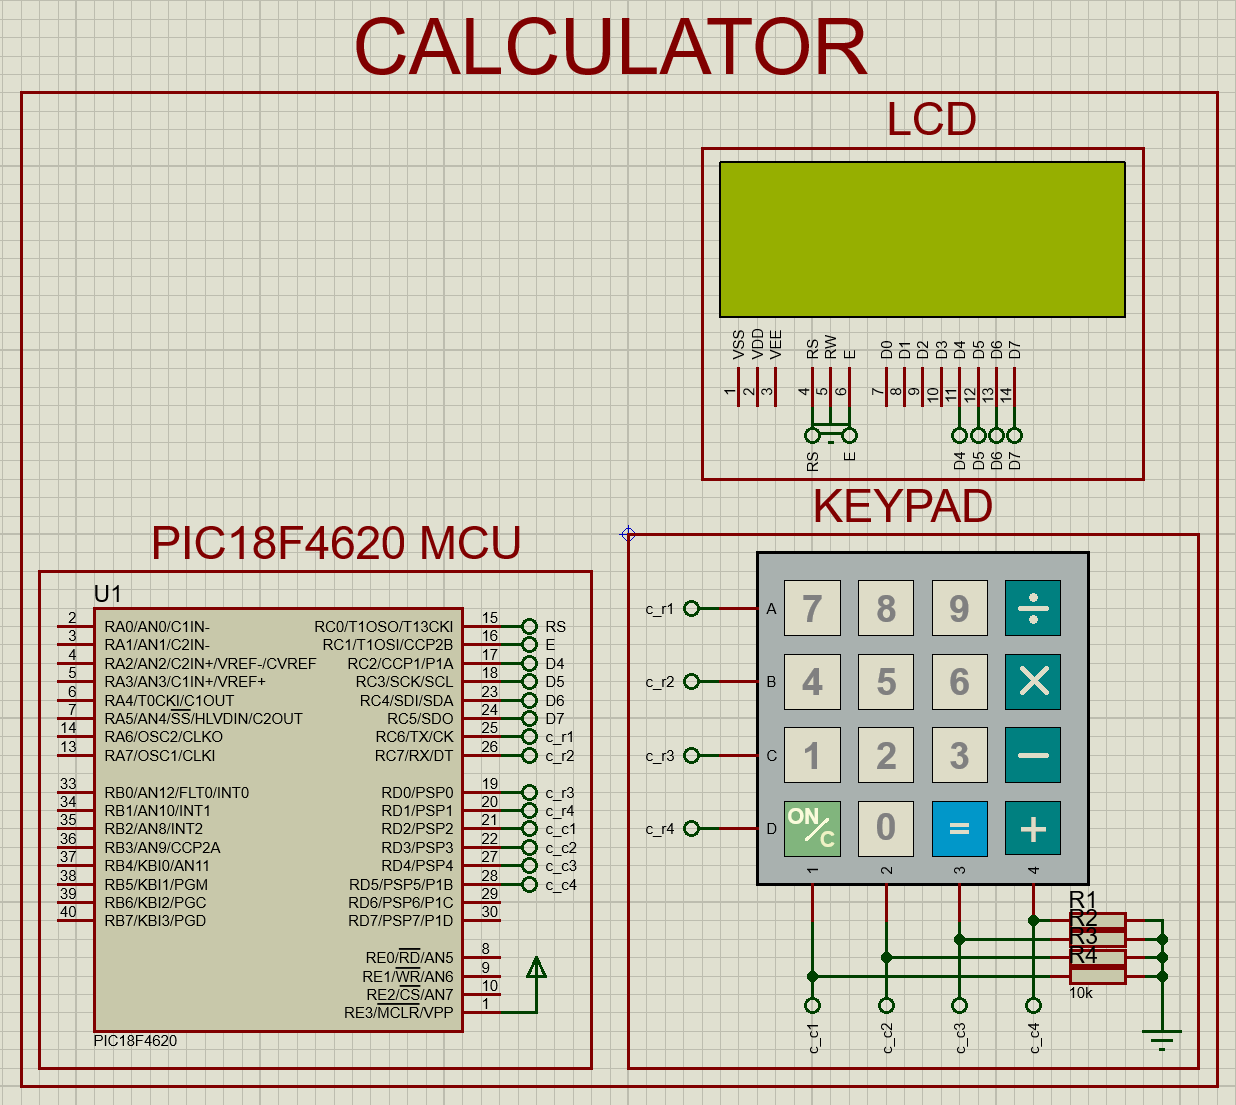 CALCULATOR
LCD
VSS
VDD
VEE
RS
RW
E
D0
D1
D2
D3
D4
D5
D6
D7
1
2
3
4
5
6
7
8
9
10
11
12
13
14
RS
E
D4
D5
D6
D7
PIC18F4620 MCU
U1
2 RA0/AN0/C1IN- RC0/T1OSO/T13CKI 15 RS
3 RA1/AN1/C2IN- RC1/T1OSI/CCP2B 16 E
4 RA2/AN2/C2IN+/VREF-/CVREF RC2/CCP1/P1A 17 D4
5 RA3/AN3/C1IN+/VREF+ RC3/SCK/SCL 18 D5
6 RA4/T0CKI/C1OUT RC4/SDI/SDA 23 D6
7 RA5/AN4/SS/HLVDIN/C2OUT RC5/SDO 24 D7
14 RA6/OSC2/CLKO RC6/TX/CK 25 c_r1
13 RA7/OSC1/CLKI RC7/RX/DT 26 c_r2
33 RB0/AN12/FLT0/INT0 RD0/PSP0 19 c_r3
34 RB1/AN10/INT1 RD1/PSP1 20 c_r4
35 RB2/AN8/INT2 RD2/PSP2 21 c_c1
36 RB3/AN9/CCP2A RD3/PSP3 22 c_c2
37 RB4/KBI0/AN11 RD4/PSP4 27 c_c3
38 RB5/KBI1/PGM RD5/PSP5/P1B 28 c_c4
39 RB6/KBI2/PGC RD6/PSP6/P1C 29
40 RB7/KBI3/PGD RD7/PSP7/P1D 30
RE0/RD/AN5 8
RE1/WR/AN6 9
RE2/CS/AN7 10
RE3/MCLR/VPP 1
PIC18F4620
KEYPAD
c_r1 A 7 8 9 ÷
c_r2 B 4 5 6 ×
c_r3 C 1 2 3 −
c_r4 D ON/C 0 = +
1 2 3 4
R1
R2
R3
R4
10k
c_c1
c_c2
c_c3
c_c4